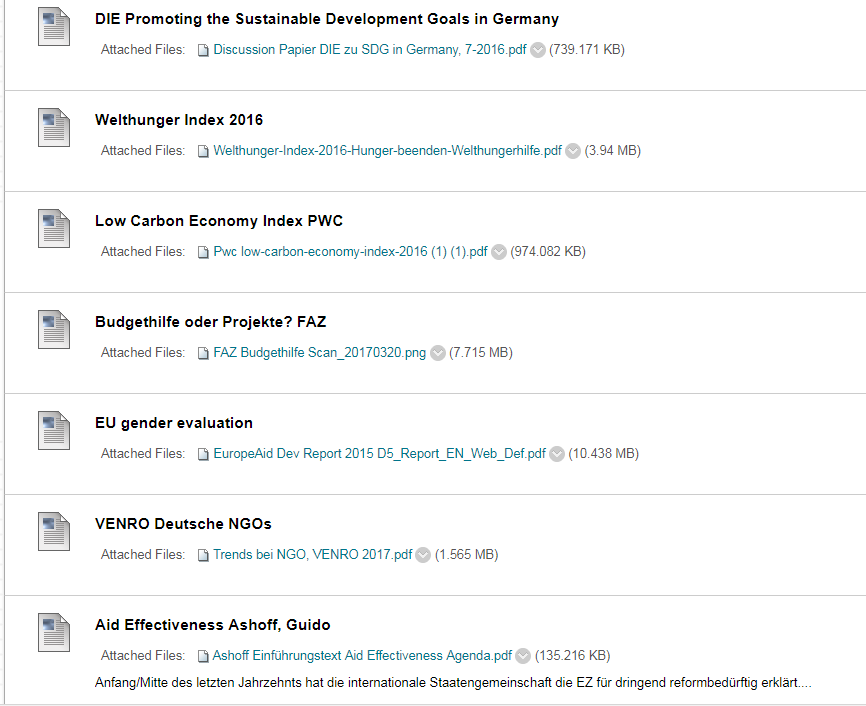 DIE Promoting the Sustainable Development Goals in Germany
Attached Files: Discussion Papier DIE zu SDG in Germany, 7-2016.pdf (739.171 KB)
Welthunger Index 2016
Attached Files: Welthunger-Index-2016-Hunger-beenden-Welthungerhilfe.pdf (3.94 MB)
Low Carbon Economy Index PWC
Attached Files: Pwc low-carbon-economy-index-2016 (1) (1).pdf (974.082 KB)
Budgethilfe oder Projekte? FAZ
Attached Files: FAZ Budgethilfe Scan_20170320.png (7.715 MB)
EU gender evaluation
Attached Files: EuropeAid Dev Report 2015 D5_Report_EN_Web_Def.pdf (10.438 MB)
VENRO Deutsche NGOs
Attached Files: Trends bei NGO, VENRO 2017.pdf (1.565 MB)
Aid Effectiveness Ashoff, Guido
Attached Files: Ashoff Einführungstext Aid Effectiveness Agenda.pdf (135.216 KB)
Anfang/Mitte des letzten Jahrzehnts hat die internationale Staatengemeinschaft die EZ für dringend reformbedürftig erklärt....